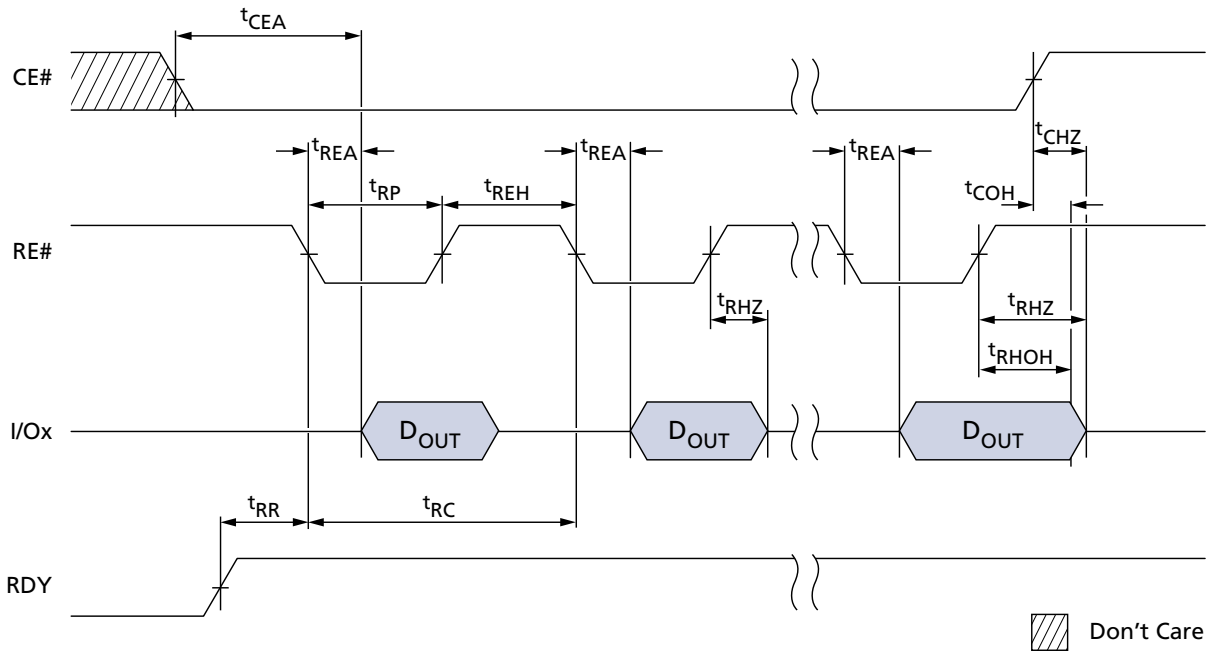 tCEA
CE#
tCHZ
tREA
tREA
tREA
tRP
tREH
tCOH
RE#
tRHZ
tRHZ
tRHOH
I/Ox
DOUT
DOUT
DOUT
tRR
tRC
RDY
Don't Care